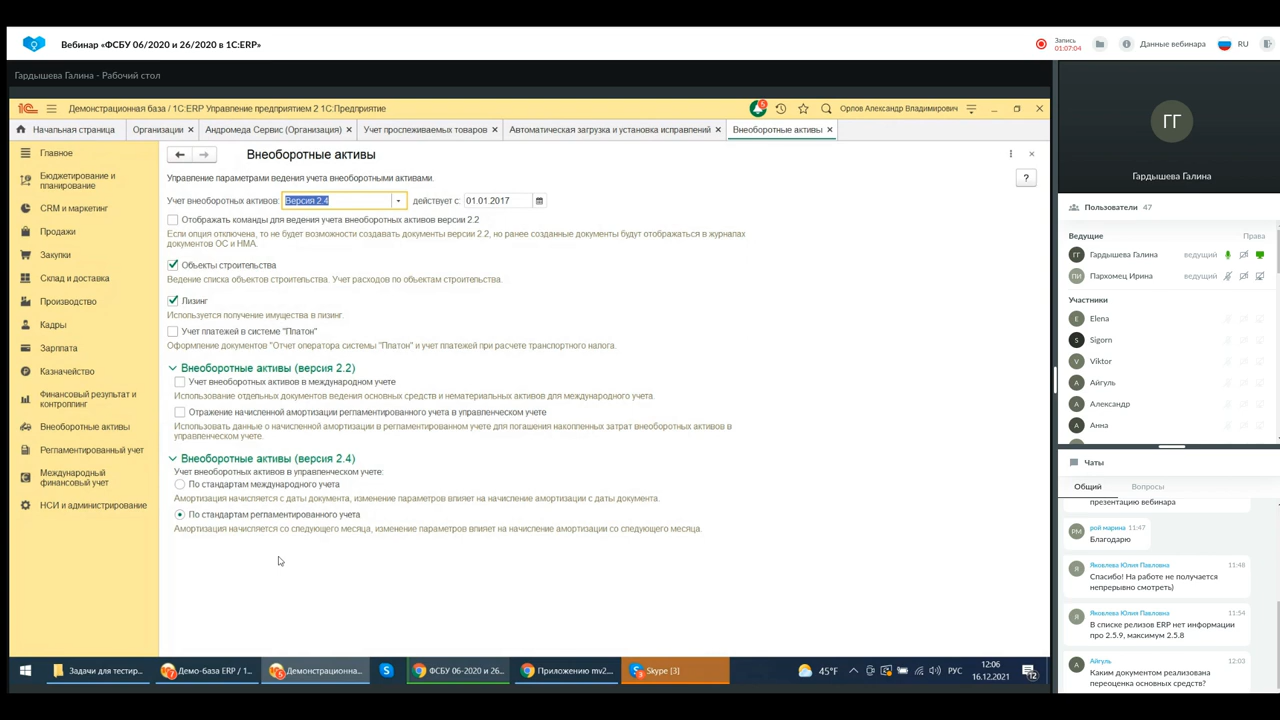 Вебинар «ФСБУ 06/2020 и 26/2020 в 1С:ERP»
Запись
01:07:04
Данные вебинара
RU
Гардышева Галина - Рабочий стол
Демонстрационная база / 1С:ERP Управление предприятием 2 1С:Предприятие
Орлов Александр Владимирович
Начальная страница
Организации
Андромеда Сервис (Организация)
Учет прослеживаемых товаров
Автоматическая загрузка и установка исправлений
Внеоборотные активы
Главное
Бюджетирование и
планирование
CRM и маркетинг
Продажи
Закупки
Склад и доставка
Производство
Кадры
Зарплата
Казначейство
Финансовый результат и
контроллинг
Внеоборотные активы
Регламентированный учет
Международный
финансовый учет
НСИ и администрирование
Внеоборотные активы
Управление параметрами ведения учета внеоборотными активами.
?
Учет внеоборотных активов: Версия 2.4 действует с: 01.01.2017
Отображать команды для ведения учета внеоборотных активов версии 2.2
Если опция отключена, то не будет возможности создавать документы версии 2.2, но ранее созданные документы будут отображаться в журналах
документов ОС и НМА.
Объекты строительства
Ведение списка объектов строительства. Учет расходов по объектам строительства.
Лизинг
Используется получение имущества в лизинг.
Учет платежей в системе "Платон"
Оформление документов "Отчет оператора системы "Платон" и учет платежей при расчете транспортного налога.
Внеоборотные активы (версия 2.2)
Учет внеоборотных активов в международном учете
Использование отдельных документов ведения основных средств и нематериальных активов для международного учета.
Отражение начисленной амортизации регламентированного учета в управленческом учете
Использовать данные о начисленной амортизации в регламентированном учете для погашения накопленных затрат внеоборотных активов в
управленческом учете.
Внеоборотные активы (версия 2.4)
Учет внеоборотных активов в управленческом учете:
По стандартам международного учета
Амортизация начисляется с даты документа, изменение параметров влияет на начисление амортизации с даты документа.
По стандартам регламентированного учета
Амортизация начисляется со следующего месяца, изменение параметров влияет на начисление амортизации со следующего месяца.
ГГ
Гардышева Галина
Пользователи 47
Ведущие
Права
ГГ Гардышева Галина ведущий
ПИ Пархомец Ирина ведущий
Участники
E Elena
S Sigorn
V Viktor
А Айгуль
А Александр
А Анна
Чаты
Общий
Вопросы
презентацию вебинара
РМ рой марина 11:47
Благодарю
Я Яковлева Юлия Павловна 11:48
Спасибо! На работе не получается
непрерывно смотреть)
Я Яковлева Юлия Павловна 11:54
В списке релизов ERP нет информации
про 2.5.9, максимум 2.5.8
А Айгуль 12:03
Каким документом реализована
переоценка основных средств?
Задачи для тестир...
Демо-база ERP / 1...
Демонстрационна...
ФСБУ 06-2020 и 26...
Приложению mv2...
Skype [3]
45°F
РУС
12:06
16.12.2021
12